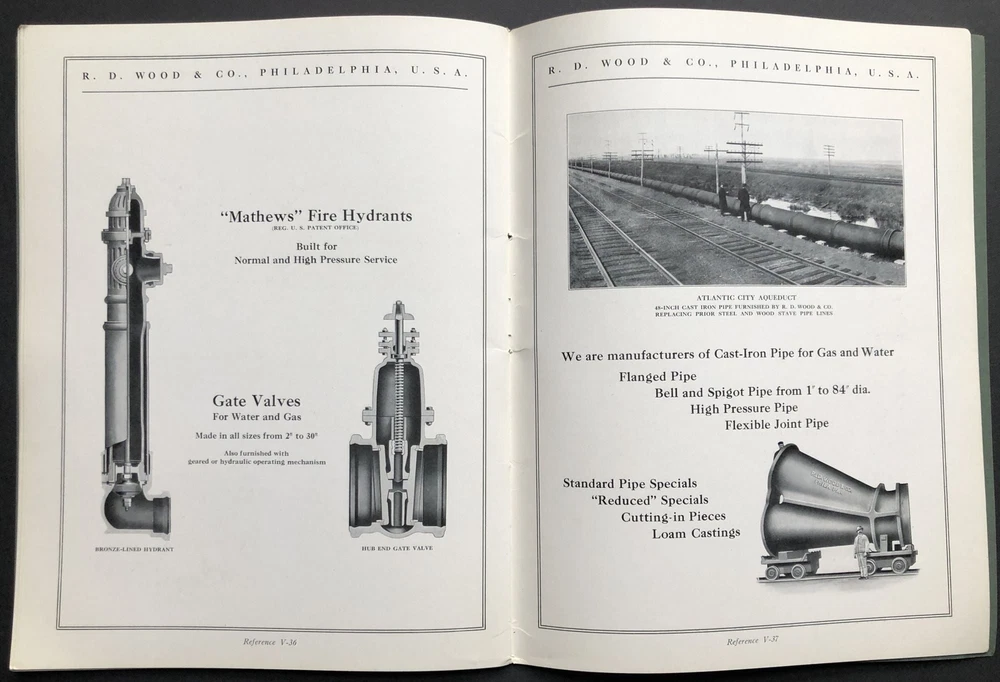 R. D. WOOD & CO., PHILADELPHIA, U. S. A.
“Mathews” Fire Hydrants
(REG. U. S. PATENT OFFICE)
Built for
Normal and High Pressure Service
Gate Valves
For Water and Gas
Made in all sizes from 2" to 30"
Also furnished with
geared or hydraulic operating mechanism
BRONZE-LINED HYDRANT
HUB END GATE VALVE
Reference V-36
R. D. WOOD & CO., PHILADELPHIA, U. S. A.
ATLANTIC CITY AQUEDUCT
48-INCH CAST IRON PIPE FURNISHED BY R. D. WOOD & CO.
REPLACING PRIOR STEEL AND WOOD STAVE PIPE LINES
We are manufacturers of Cast-Iron Pipe for Gas and Water
Flanged Pipe
Bell and Spigot Pipe from 1" to 84" dia.
High Pressure Pipe
Flexible Joint Pipe
Standard Pipe Specials
“Reduced” Specials
Cutting-in Pieces
Loam Castings
Reference V-37